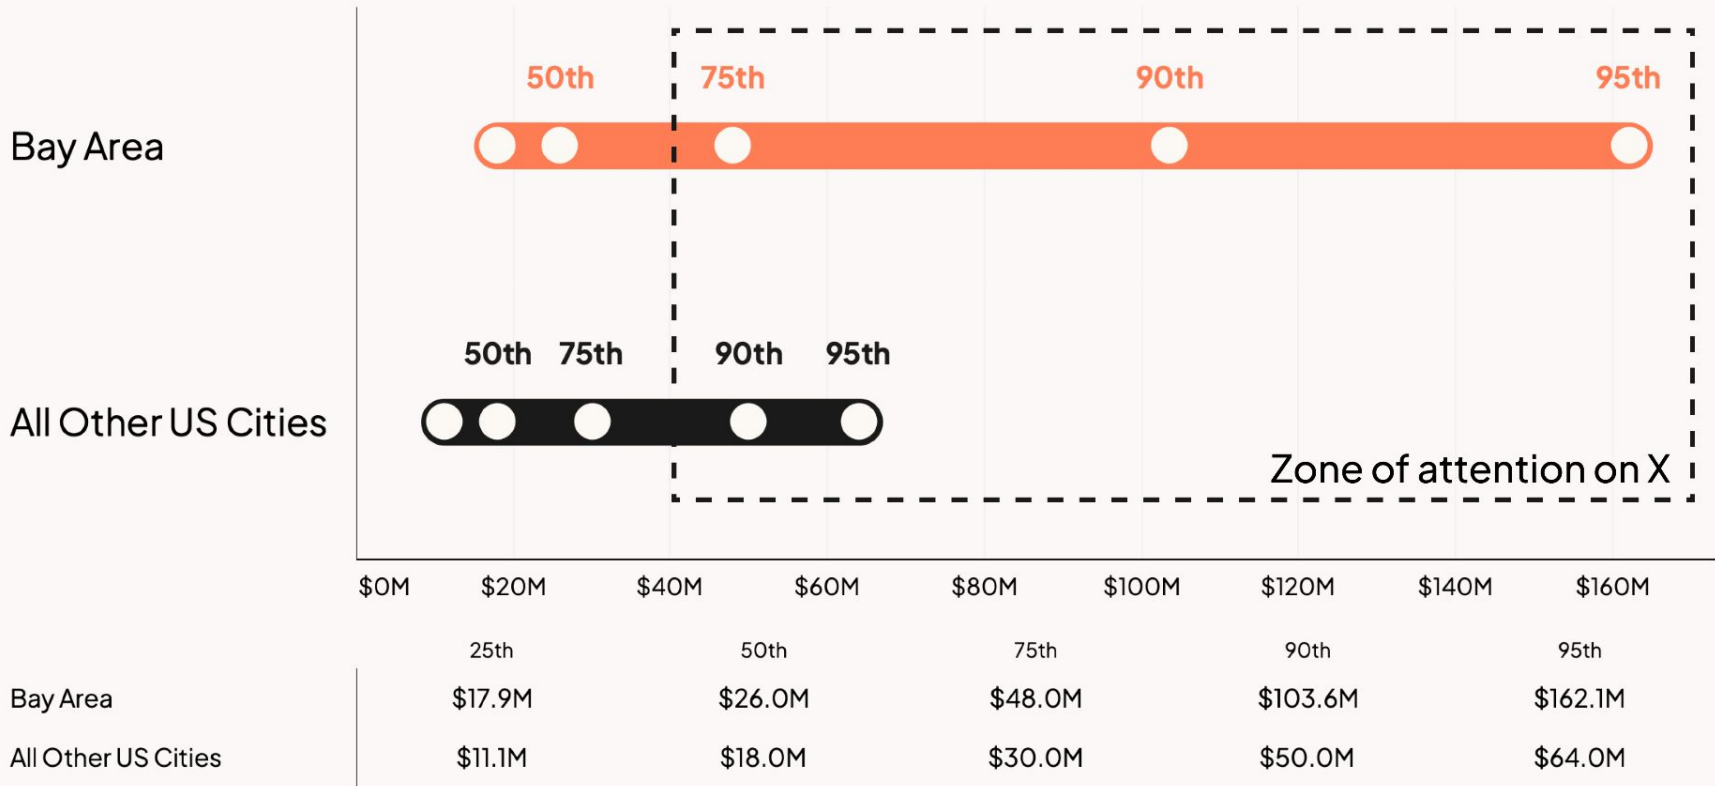 50th 75th 90th 95th
Bay Area
50th 75th 90th 95th
All Other US Cities
Zone of attention on X
$0M $20M $40M $60M $80M $100M $120M $140M $160M
25th 50th 75th 90th 95th
Bay Area $17.9M $26.0M $48.0M $103.6M $162.1M
All Other US Cities $11.1M $18.0M $30.0M $50.0M $64.0M